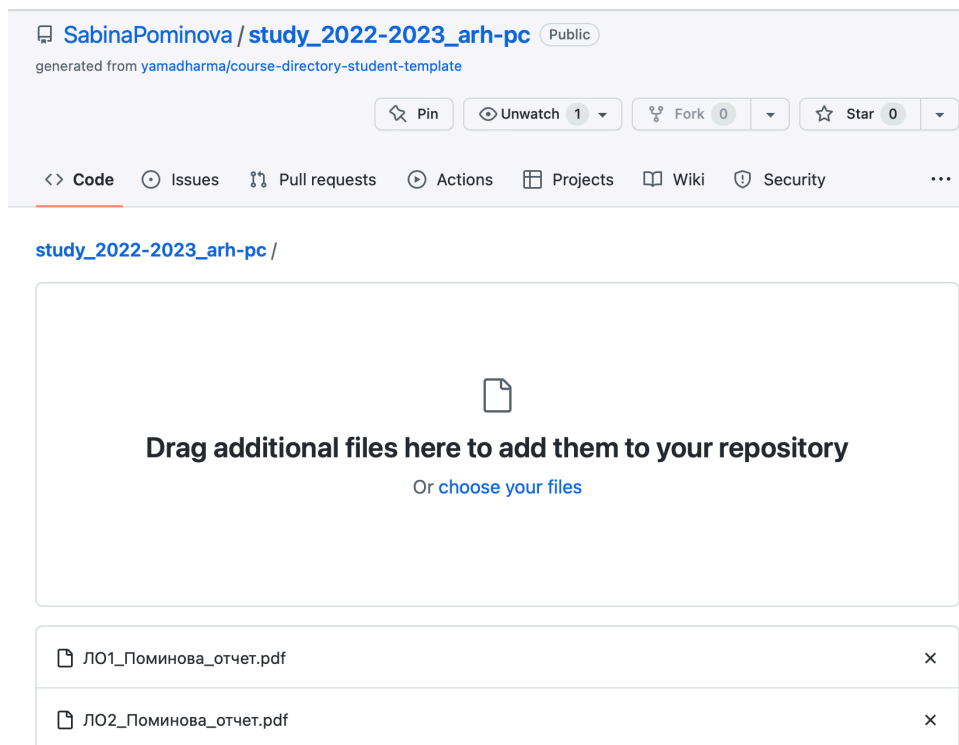 SabinaPominova / study_2022-2023_arh-pc Public
generated from yamadharma/course-directory-student-template
Pin Unwatch 1 Fork 0 Star 0
Code Issues Pull requests Actions Projects Wiki Security ...
study_2022-2023_arh-pc /
Drag additional files here to add them to your repository
Or choose your files
ЛО1_Поминова_отчет.pdf
ЛО2_Поминова_отчет.pdf